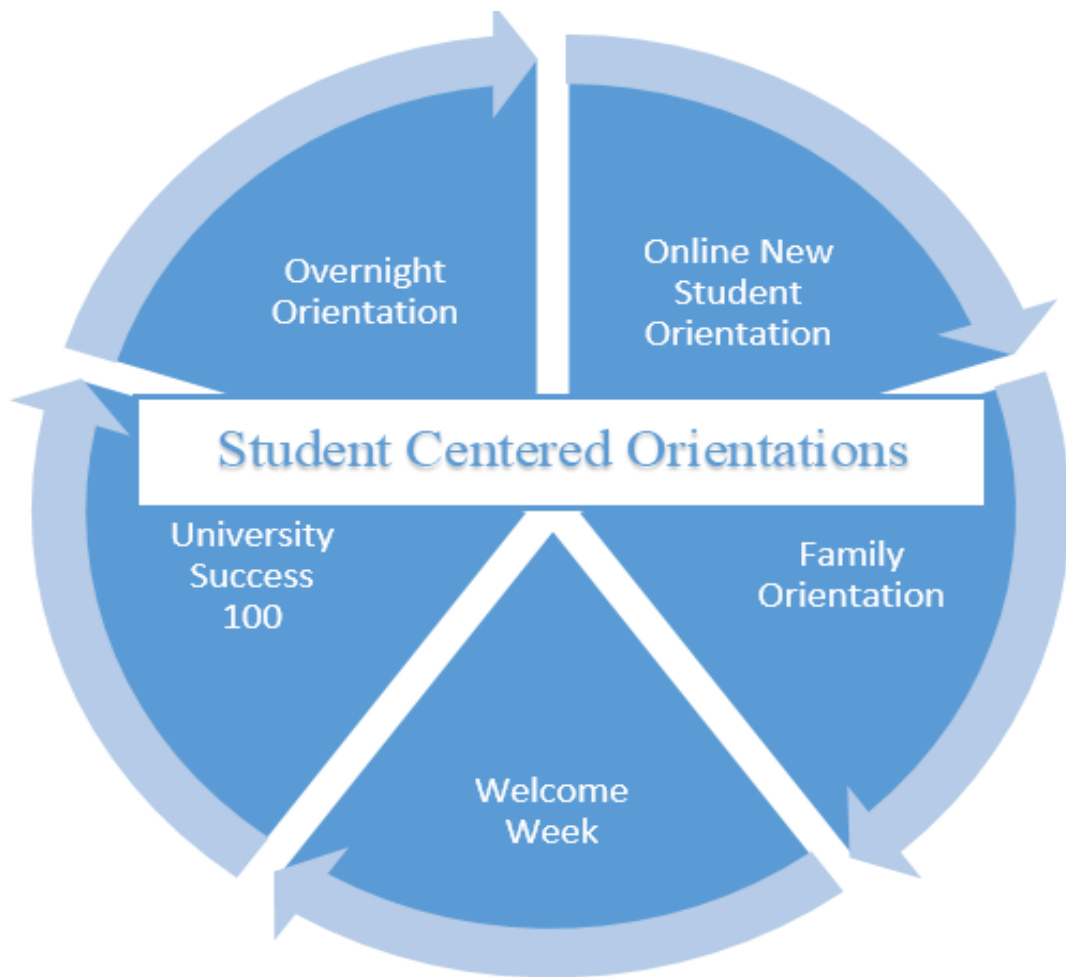 Overnight
Orientation
Online New
Student
Orientation
Student Centered Orientations
University
Success
100
Family
Orientation
Welcome
Week